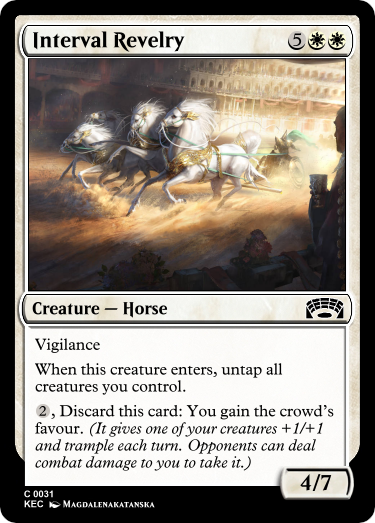 Interval Revelry 5
Creature — Horse
Vigilance
When this creature enters, untap all
creatures you control.
2, Discard this card: You gain the crowd's
favour. (It gives one of your creatures +1/+1
and trample each turn. Opponents can deal
combat damage to you to take it.)
4/7
C 0031
KEC Magdalenakatanska